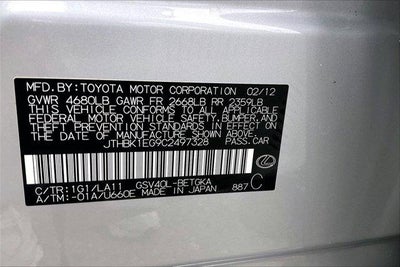 MFD.BY:TOYOTA MOTOR CORPORATION 02/12
GVWR 4680LB GAWR FR 2668LB RR 2359LB
THIS VEHICLE CONFORMS TO ALL APPLICABLE
FEDERAL MOTOR VEHICLE SAFETY,BUMPER,AND
THEFT PREVENTION STANDARDS IN EFFECT ON
THE DATE OF MANUFACTURE SHOWN ABOVE.
JTHBK1EG9C2497328 PASS.CAR
C/TR:1G1/LA11 GSV40L-BETGKA
A/TM:-01A/U660E MADE IN JAPAN 887 C